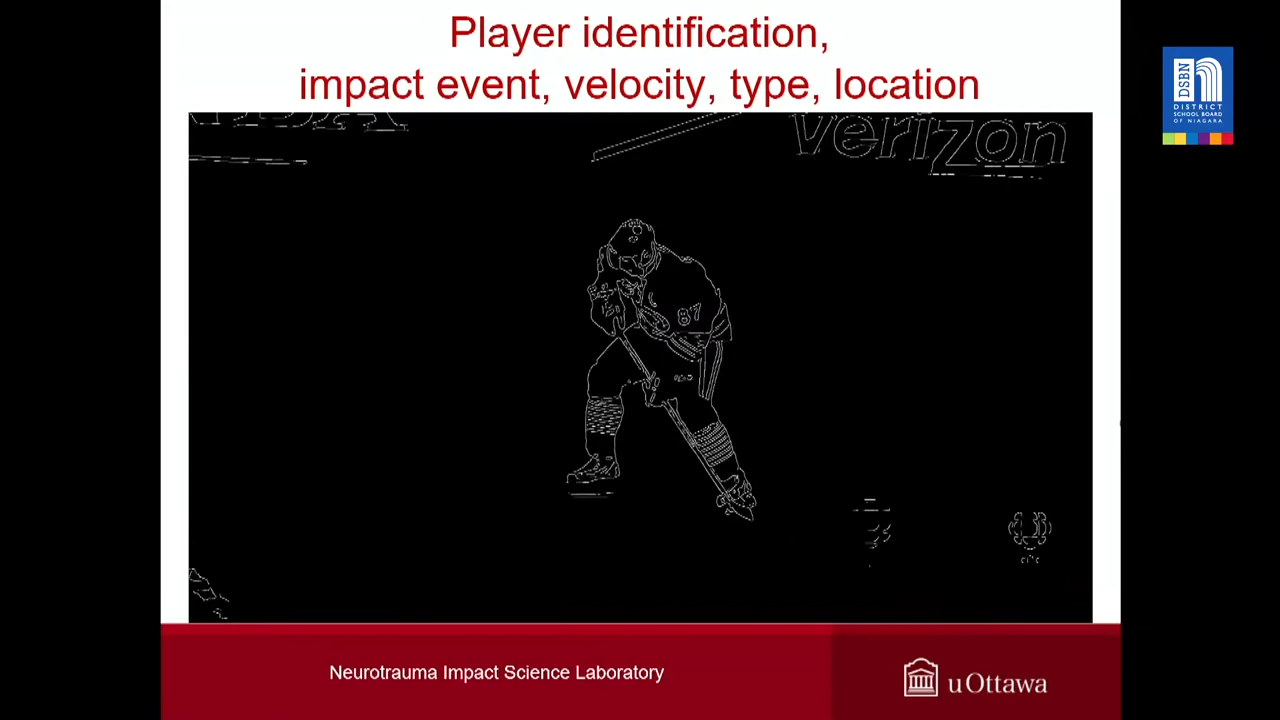 Player identification,
impact event, velocity, type, location
verizon
87
DSBN
DISTRICT
SCHOOL BOARD
OF NIAGARA
Neurotrauma Impact Science Laboratory
uOttawa